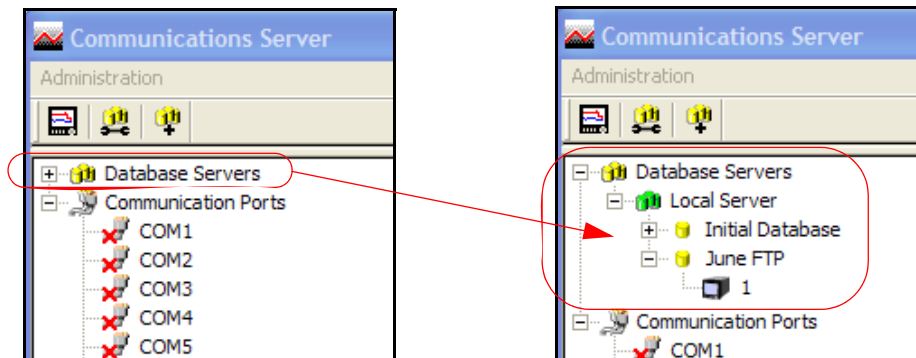 Communications Server
Administration
Database Servers
Communication Ports
COM1
COM2
COM3
COM4
COM5
Communications Server
Administration
Database Servers
Local Server
Initial Database
June FTP
1
Communication Ports
COM1